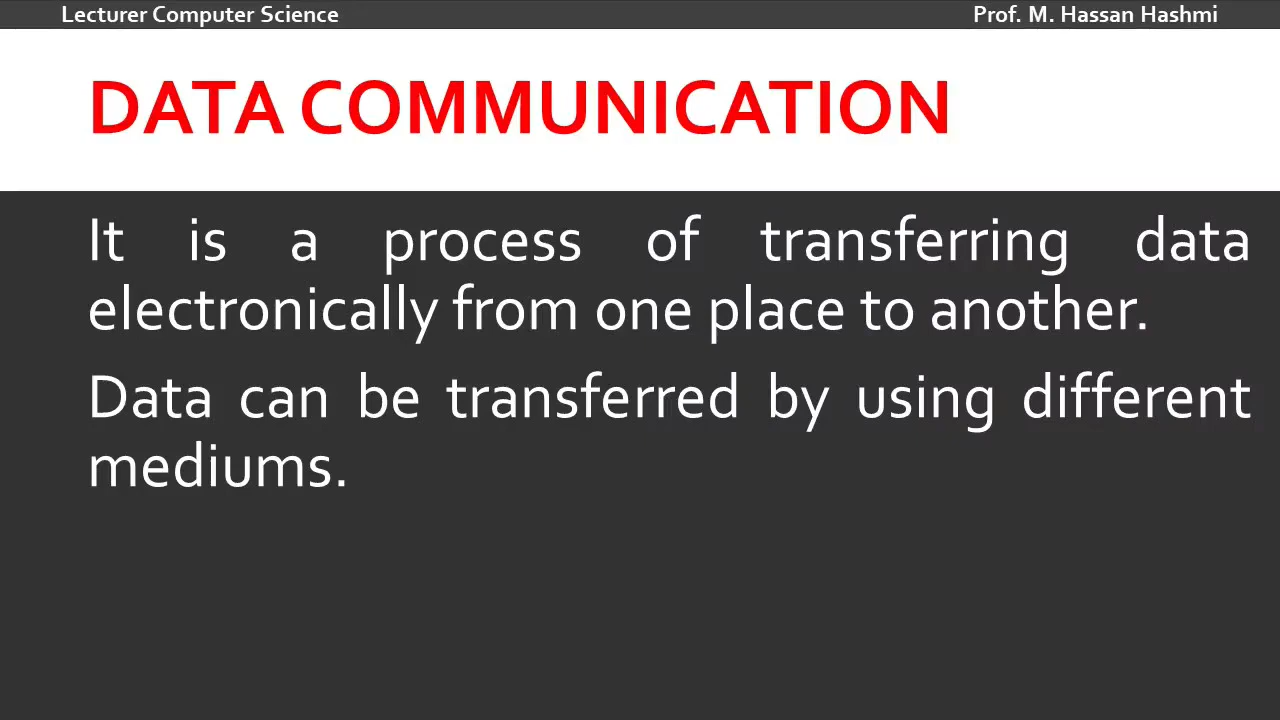 Lecturer Computer Science
Prof. M. Hassan Hashmi
DATA COMMUNICATION
It is a process of transferring data
electronically from one place to another.
Data can be transferred by using different
mediums.